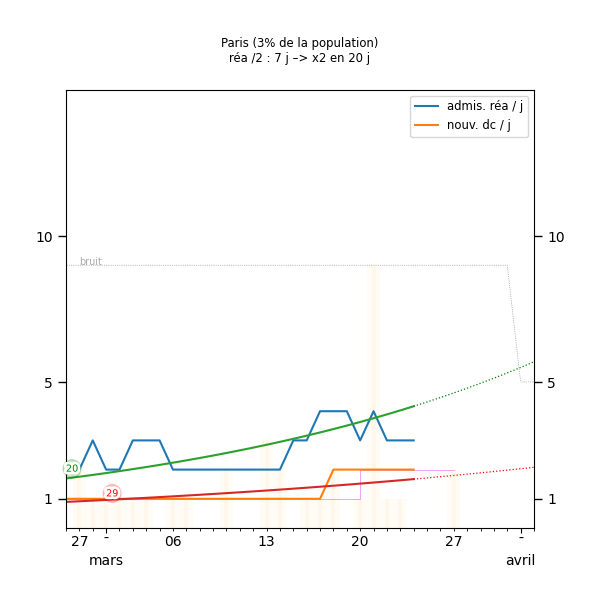 Paris (3% de la population)
réa /2 : 7 j –> x2 en 20 j
admis. réa / j
nouv. dc / j
10
10
bruit
5
5
20
29
1
1
27
-
06
13
20
27
-
mars
avril